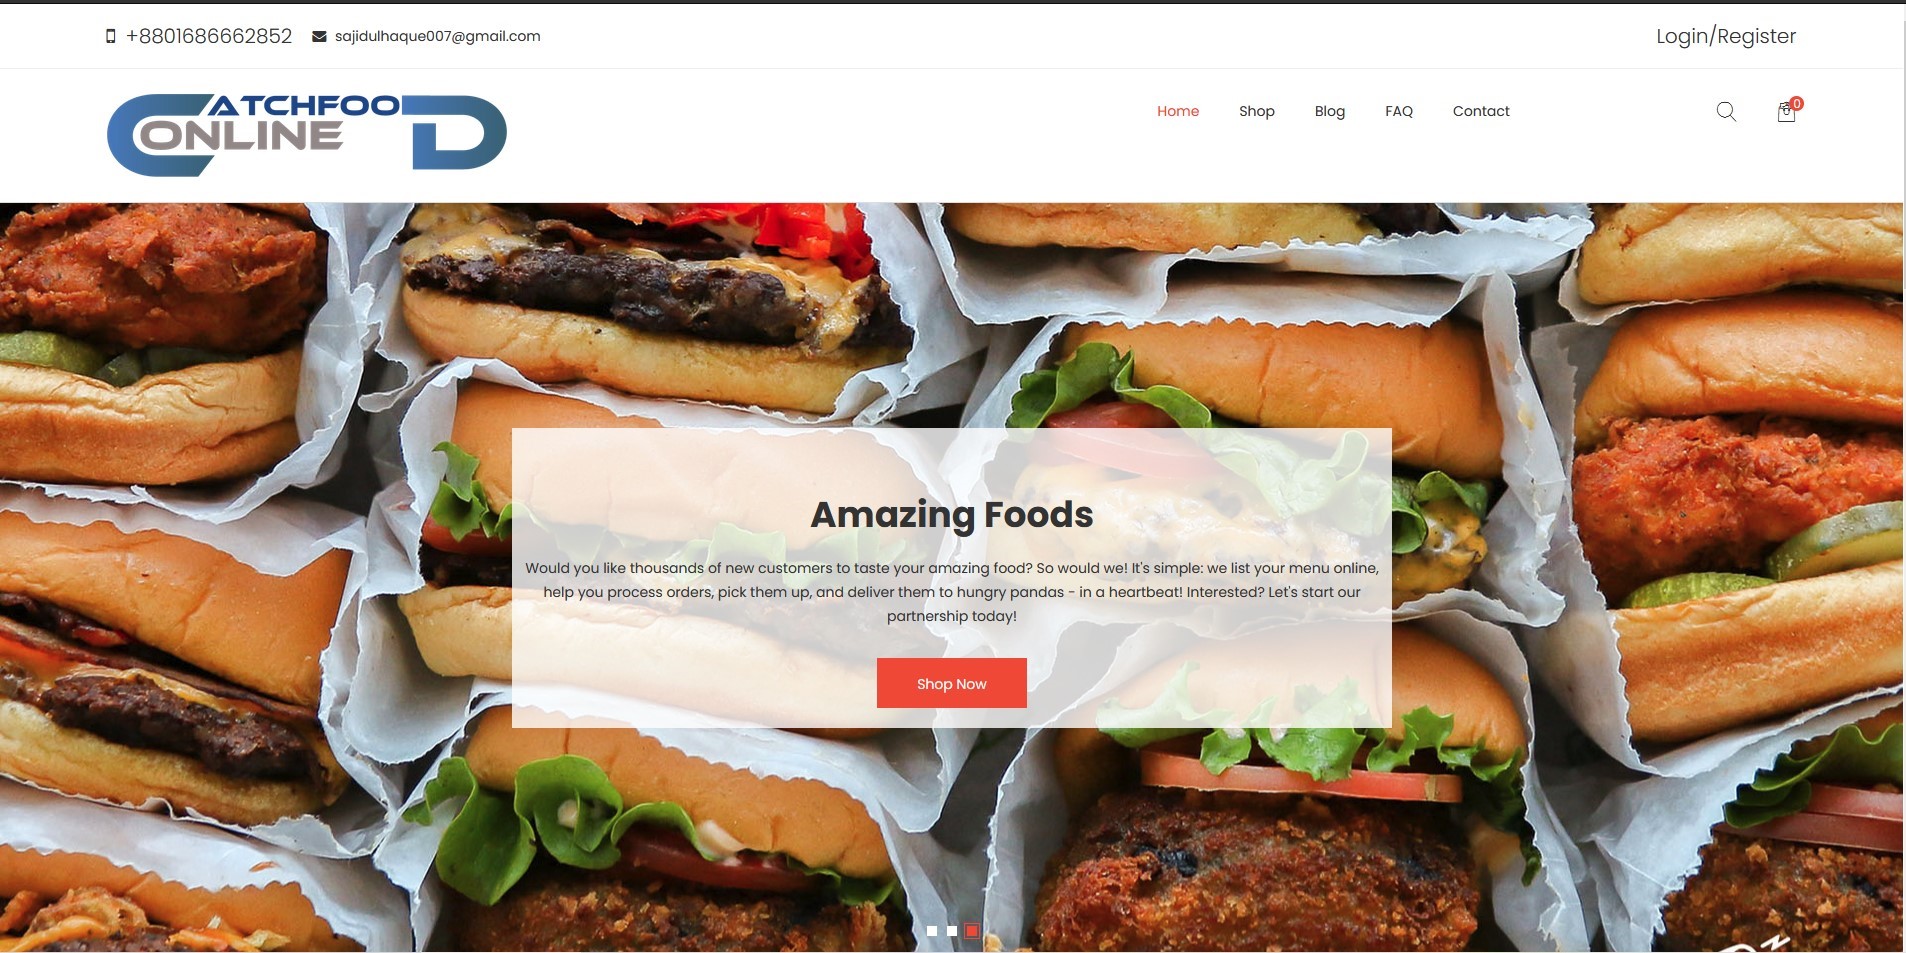 +8801686662852 sajidulhaque007@gmail.com Login/Register
CATCHFOOD
ONLINE
Home Shop Blog FAQ Contact 0
Amazing Foods
Would you like thousands of new customers to taste your amazing food? So would we! It's simple: we list your menu online,
help you process orders, pick them up, and deliver them to hungry pandas - in a heartbeat! Interested? Let's start our
partnership today!
Shop Now